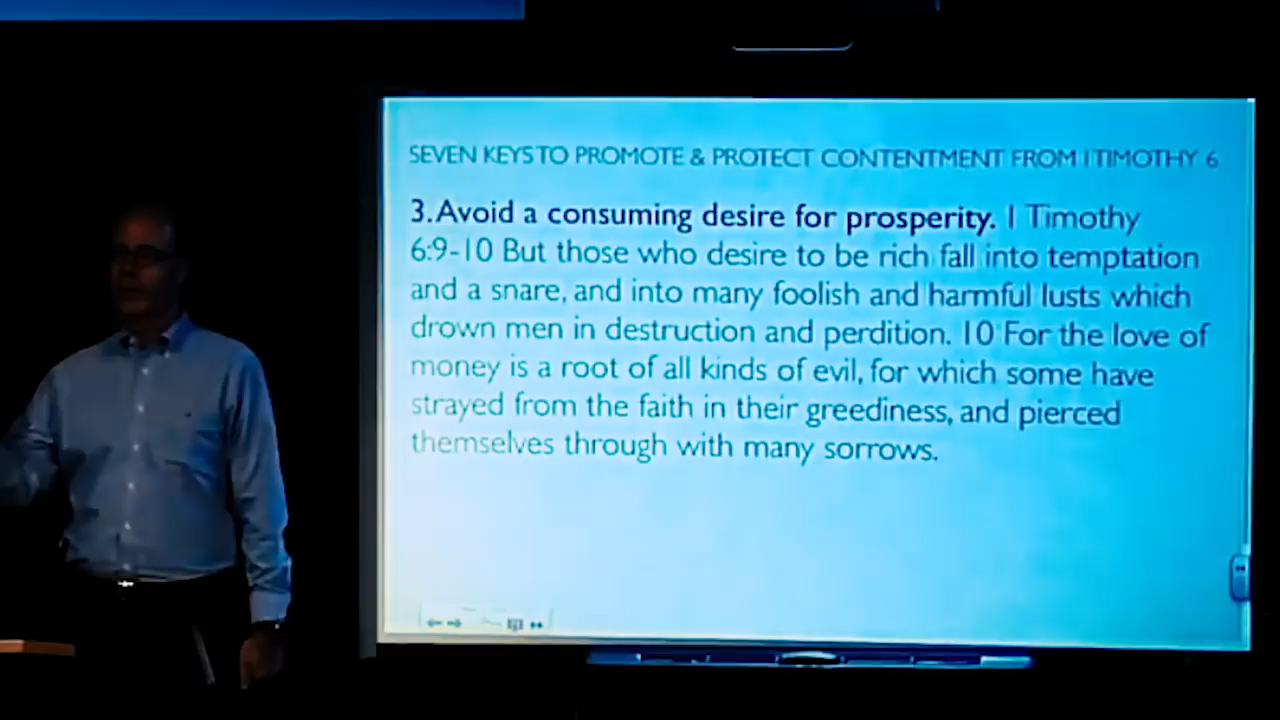 SEVEN KEYS TO PROMOTE & PROTECT CONTENTMENT FROM I TIMOTHY 6
3. Avoid a consuming desire for prosperity. I Timothy
6:9-10 But those who desire to be rich fall into temptation
and a snare, and into many foolish and harmful lusts which
drown men in destruction and perdition. 10 For the love of
money is a root of all kinds of evil, for which some have
strayed from the faith in their greediness, and pierced
themselves through with many sorrows.